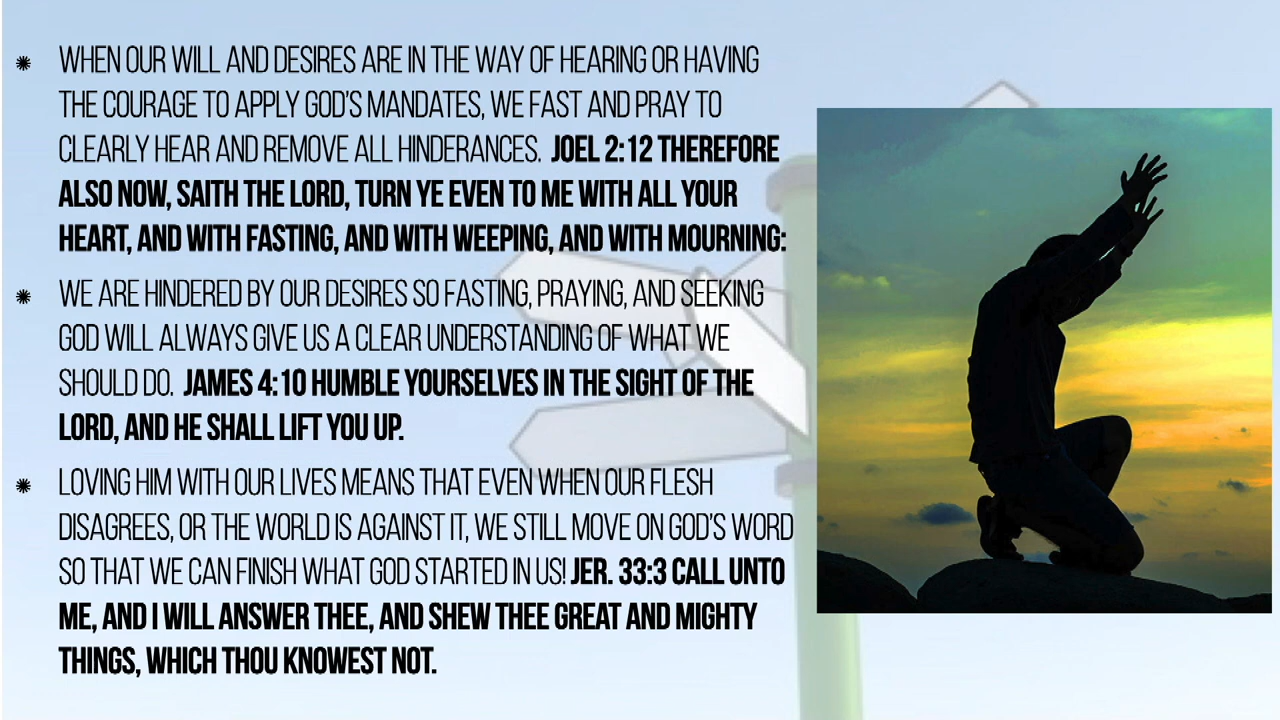 WHEN OUR WILL AND DESIRES ARE IN THE WAY OF HEARING OR HAVING
THE COURAGE TO APPLY GOD'S MANDATES, WE FAST AND PRAY TO
CLEARLY HEAR AND REMOVE ALL HINDERANCES. JOEL 2:12 THEREFORE
ALSO NOW, SAITH THE LORD, TURN YE EVEN TO ME WITH ALL YOUR
HEART, AND WITH FASTING, AND WITH WEEPING, AND WITH MOURNING:
WE ARE HINDERED BY OUR DESIRES SO FASTING, PRAYING, AND SEEKING
GOD WILL ALWAYS GIVE US A CLEAR UNDERSTANDING OF WHAT WE
SHOULD DO. JAMES 4:10 HUMBLE YOURSELVES IN THE SIGHT OF THE
LORD, AND HE SHALL LIFT YOU UP.
LOVING HIM WITH OUR LIVES MEANS THAT EVEN WHEN OUR FLESH
DISAGREES, OR THE WORLD IS AGAINST IT, WE STILL MOVE ON GOD'S WORD
SO THAT WE CAN FINISH WHAT GOD STARTED IN US! JER. 33:3 CALL UNTO
ME, AND I WILL ANSWER THEE, AND SHEW THEE GREAT AND MIGHTY
THINGS, WHICH THOU KNOWEST NOT.